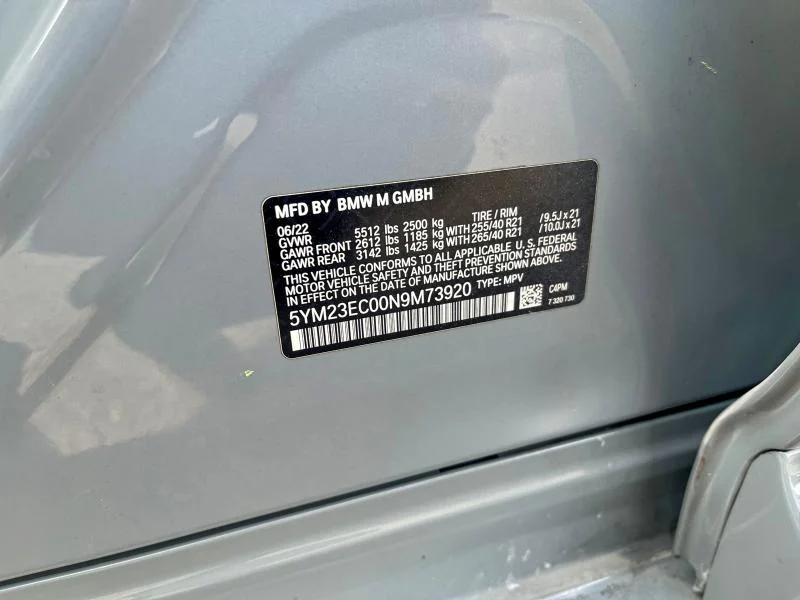 MFD BY BMW M GMBH
06/22
GVWR 5512 lbs 2500 kg TIRE / RIM
GAWR FRONT 2612 lbs 1185 kg WITH 255/40 R21 /9.5J x 21
GAWR REAR 3142 lbs 1425 kg WITH 265/40 R21 /10.0J x 21
THIS VEHICLE CONFORMS TO ALL APPLICABLE U.S. FEDERAL
MOTOR VEHICLE SAFETY AND THEFT PREVENTION STANDARDS
IN EFFECT ON THE DATE OF MANUFACTURE SHOWN ABOVE.
5YM23EC00N9M73920 TYPE: MPV
C4PM
7 320 730